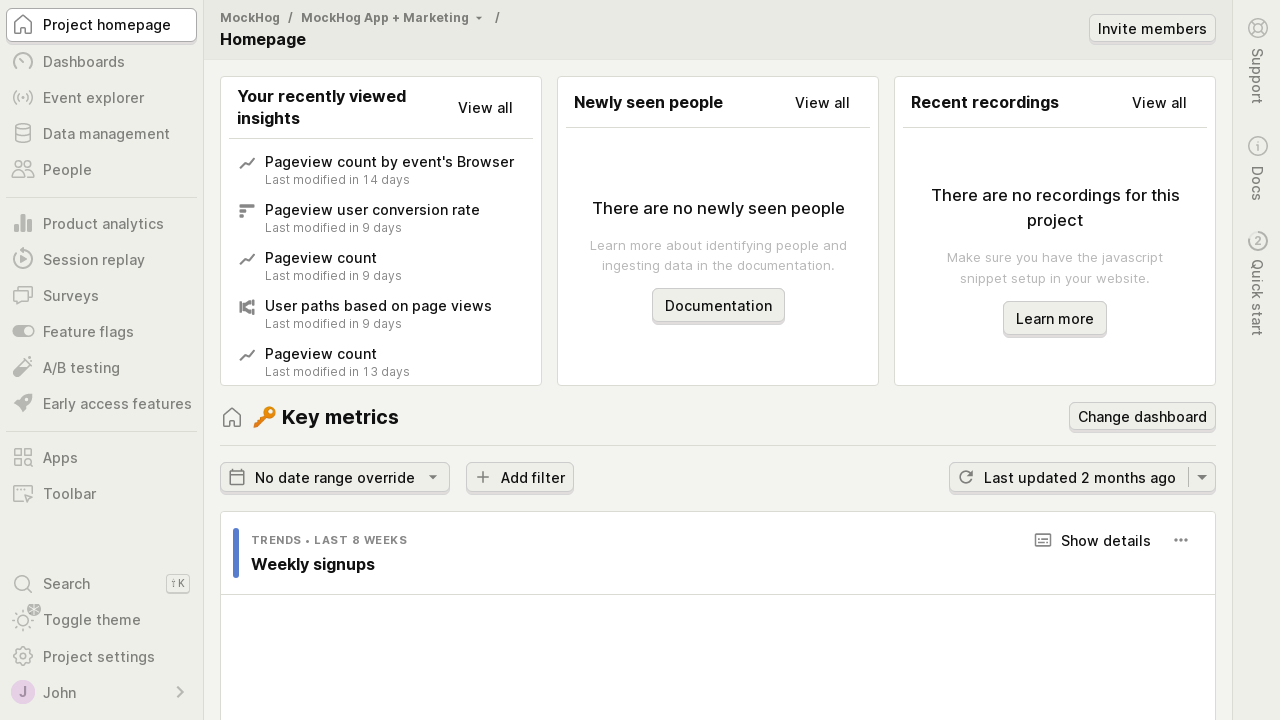 Project homepage
Dashboards
Event explorer
Data management
People
Product analytics
Session replay
Surveys
Feature flags
A/B testing
Early access features
Apps
Toolbar
Search
⇧K
Toggle theme
Project settings
J
John
MockHog / MockHog App + Marketing /
Homepage
Invite members
Your recently viewed
insights
View all
Pageview count by event's Browser
Last modified in 14 days
Pageview user conversion rate
Last modified in 9 days
Pageview count
Last modified in 9 days
User paths based on page views
Last modified in 9 days
Pageview count
Last modified in 13 days
Newly seen people
View all
There are no newly seen people
Learn more about identifying people and
ingesting data in the documentation.
Documentation
Recent recordings
View all
There are no recordings for this
project
Make sure you have the javascript
snippet setup in your website.
Learn more
🔑 Key metrics
Change dashboard
No date range override
Add filter
Last updated 2 months ago
TRENDS • LAST 8 WEEKS
Show details
Weekly signups
Support
Docs
2
Quick start